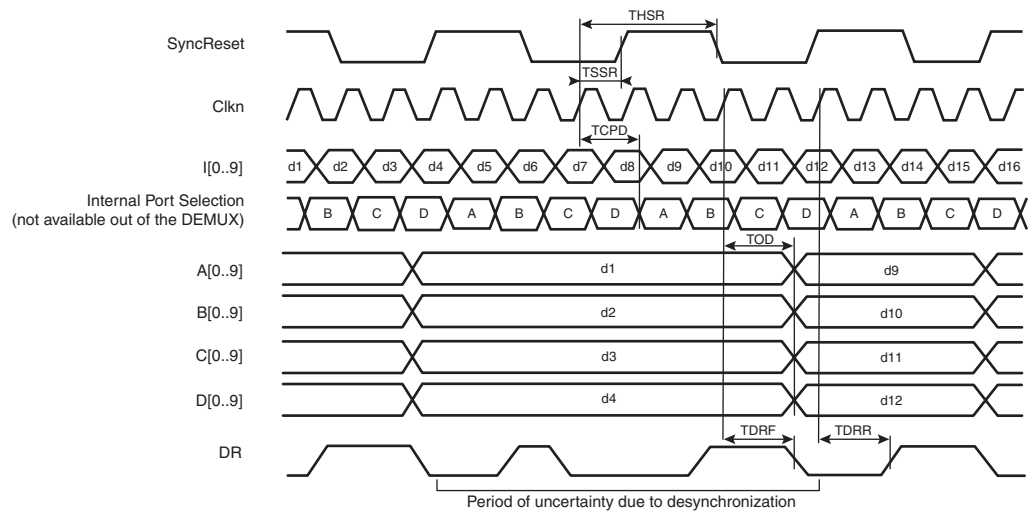 THSR
SyncReset
TSSR
Clkn
TCPD
I[0..9] d1 d2 d3 d4 d5 d6 d7 d8 d9 d10 d11 d12 d13 d14 d15 d16
Internal Port Selection
(not available out of the DEMUX)
B C D A B C D A B C D A B C D
TOD
A[0..9] d1 d9
B[0..9] d2 d10
C[0..9] d3 d11
D[0..9] d4 d12
TDRF TDRR
DR
Period of uncertainty due to desynchronization